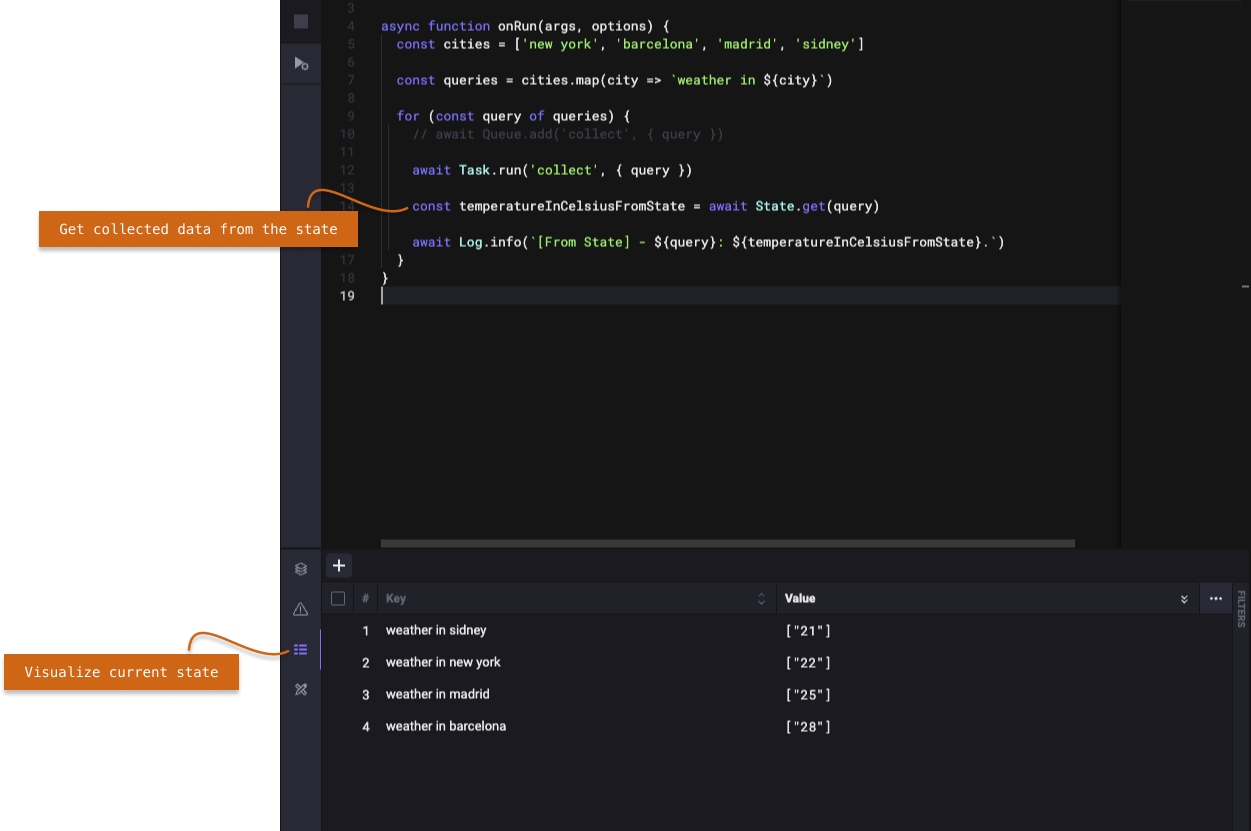 3
4 async function onRun(args, options) {
5 const cities = ['new york', 'barcelona', 'madrid', 'sidney']
6
7 const queries = cities.map(city => `weather in ${city}`)
8
9 for (const query of queries) {
10 // await Queue.add('collect', { query })
11
12 await Task.run('collect', { query })
13
14 const temperatureInCelsiusFromState = await State.get(query)
Get collected data from the state
await Log.info(`[From State] - ${query}: ${temperatureInCelsiusFromState}.`)
17 }
18 }
19
# Key Value ...
FILTERS
1 weather in sidney ["21"]
2 weather in new york ["22"]
Visualize current state
3 weather in madrid ["25"]
4 weather in barcelona ["28"]